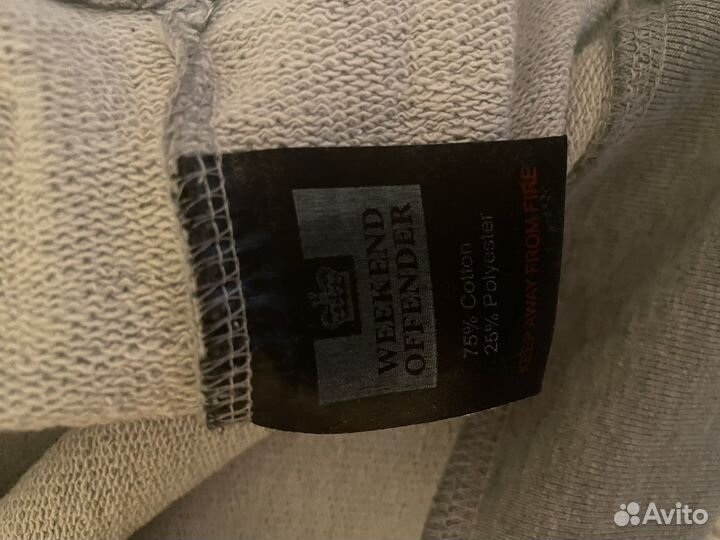 WEEKEND
OFFENDER
75% Cotton
25% Polyester
KEEP AWAY FROM FIRE
Avito